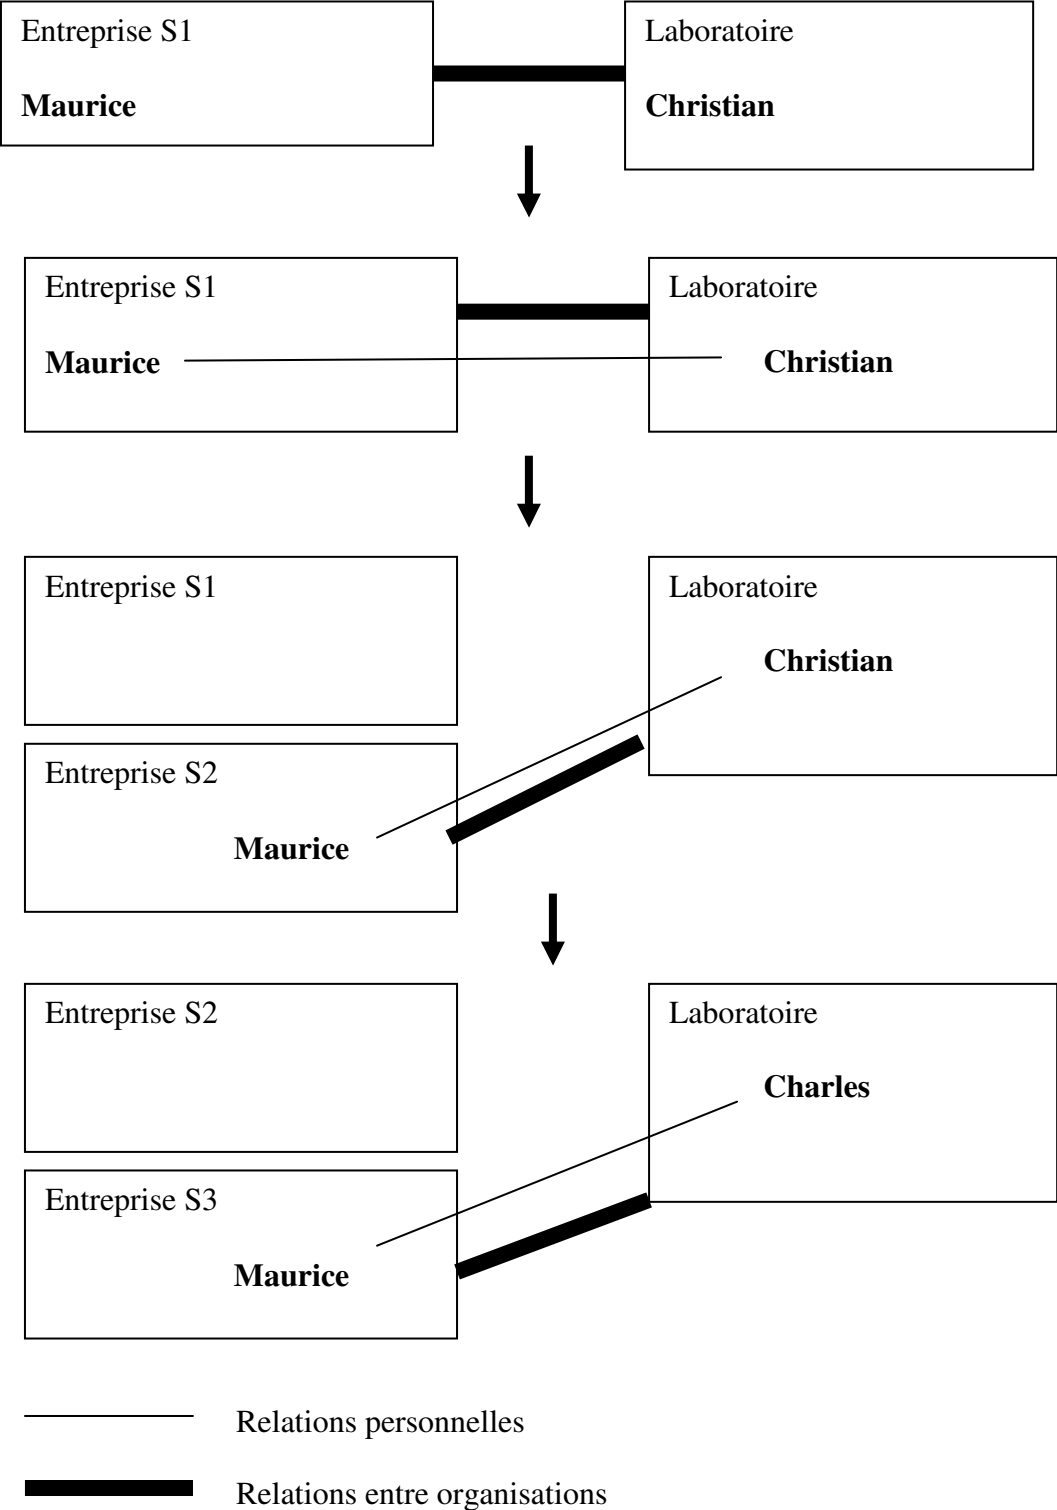 Entreprise S1
Laboratoire
Maurice
Christian
Entreprise S1
Laboratoire
Maurice
Christian
Entreprise S1
Laboratoire
Christian
Entreprise S2
Maurice
Entreprise S2
Laboratoire
Charles
Entreprise S3
Maurice
Relations personnelles
Relations entre organisations